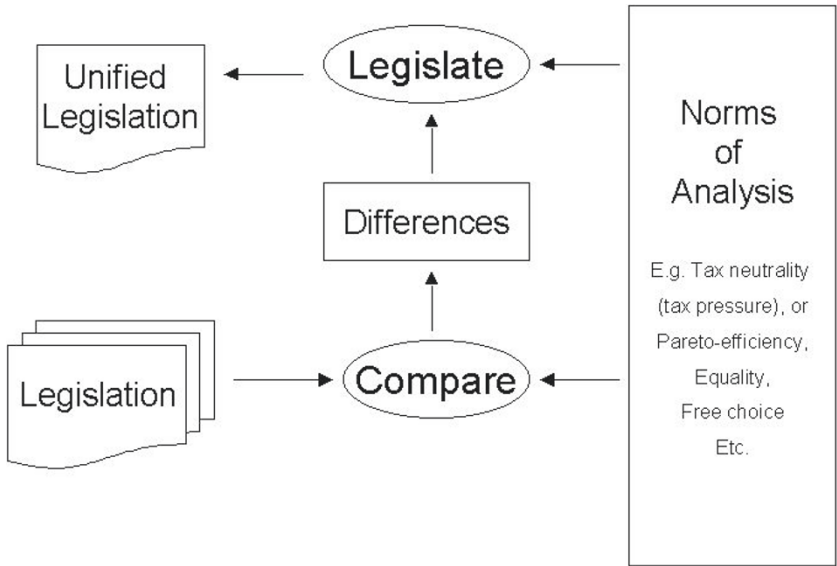 Unified
Legislation
Legislate
Differences
Legislation
Compare
Norms
of
Analysis
E.g. Tax neutrality
(tax pressure), or
Pareto-efficiency,
Equality,
Free choice
Etc.